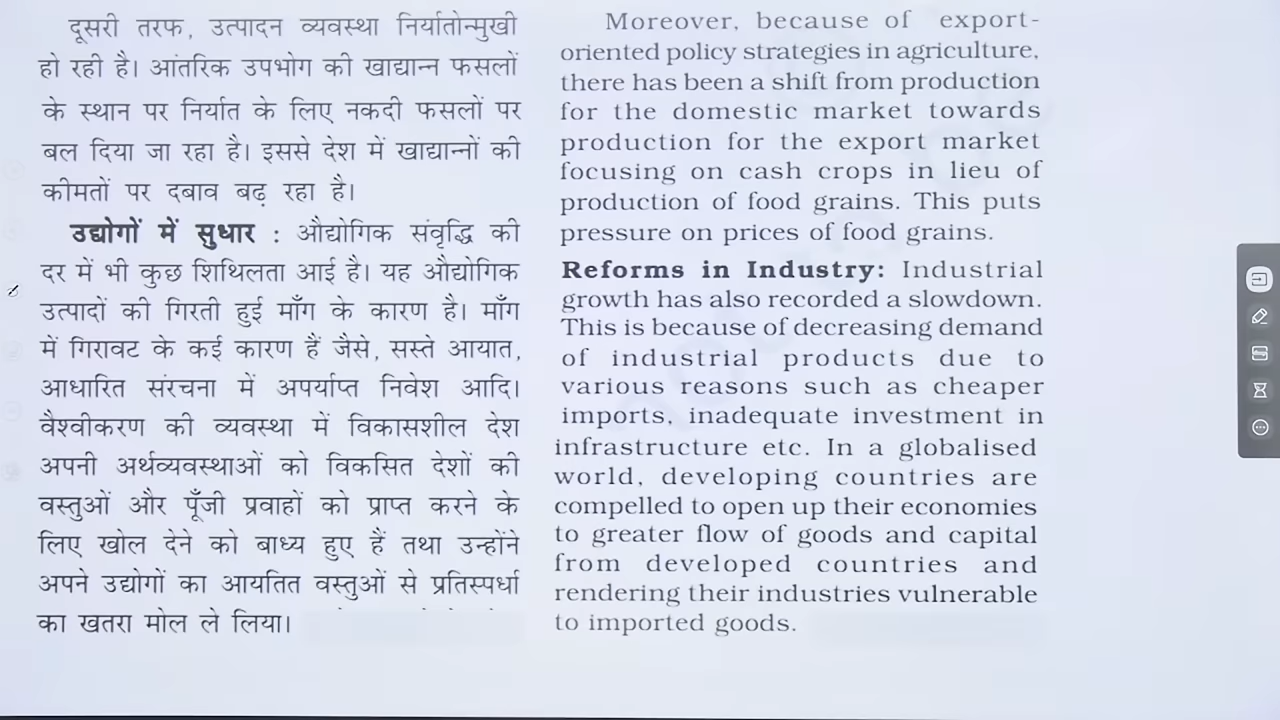 दूसरी तरफ, उत्पादन व्यवस्था निर्यातोन्मुखी
हो रही है। आंतरिक उपभोग की खाद्यान्न फसलों
के स्थान पर निर्यात के लिए नकदी फसलों पर
बल दिया जा रहा है। इससे देश में खाद्यान्नों की
कीमतों पर दबाव बढ़ रहा है।
उद्योगों में सुधार : औद्योगिक संवृद्धि की
दर में भी कुछ शिथिलता आई है। यह औद्योगिक
उत्पादों की गिरती हुई माँग के कारण है। माँग
में गिरावट के कई कारण हैं जैसे, सस्ते आयात,
आधारित संरचना में अपर्याप्त निवेश आदि।
वैश्वीकरण की व्यवस्था में विकासशील देश
अपनी अर्थव्यवस्थाओं को विकसित देशों की
वस्तुओं और पूँजी प्रवाहों को प्राप्त करने के
लिए खोल देने को बाध्य हुए हैं तथा उन्होंने
अपने उद्योगों का आयतित वस्तुओं से प्रतिस्पर्धा
का खतरा मोल ले लिया।
Moreover, because of export-
oriented policy strategies in agriculture,
there has been a shift from production
for the domestic market towards
production for the export market
focusing on cash crops in lieu of
production of food grains. This puts
pressure on prices of food grains.
Reforms in Industry: Industrial
growth has also recorded a slowdown.
This is because of decreasing demand
of industrial products due to
various reasons such as cheaper
imports, inadequate investment in
infrastructure etc. In a globalised
world, developing countries are
compelled to open up their economies
to greater flow of goods and capital
from developed countries and
rendering their industries vulnerable
to imported goods.